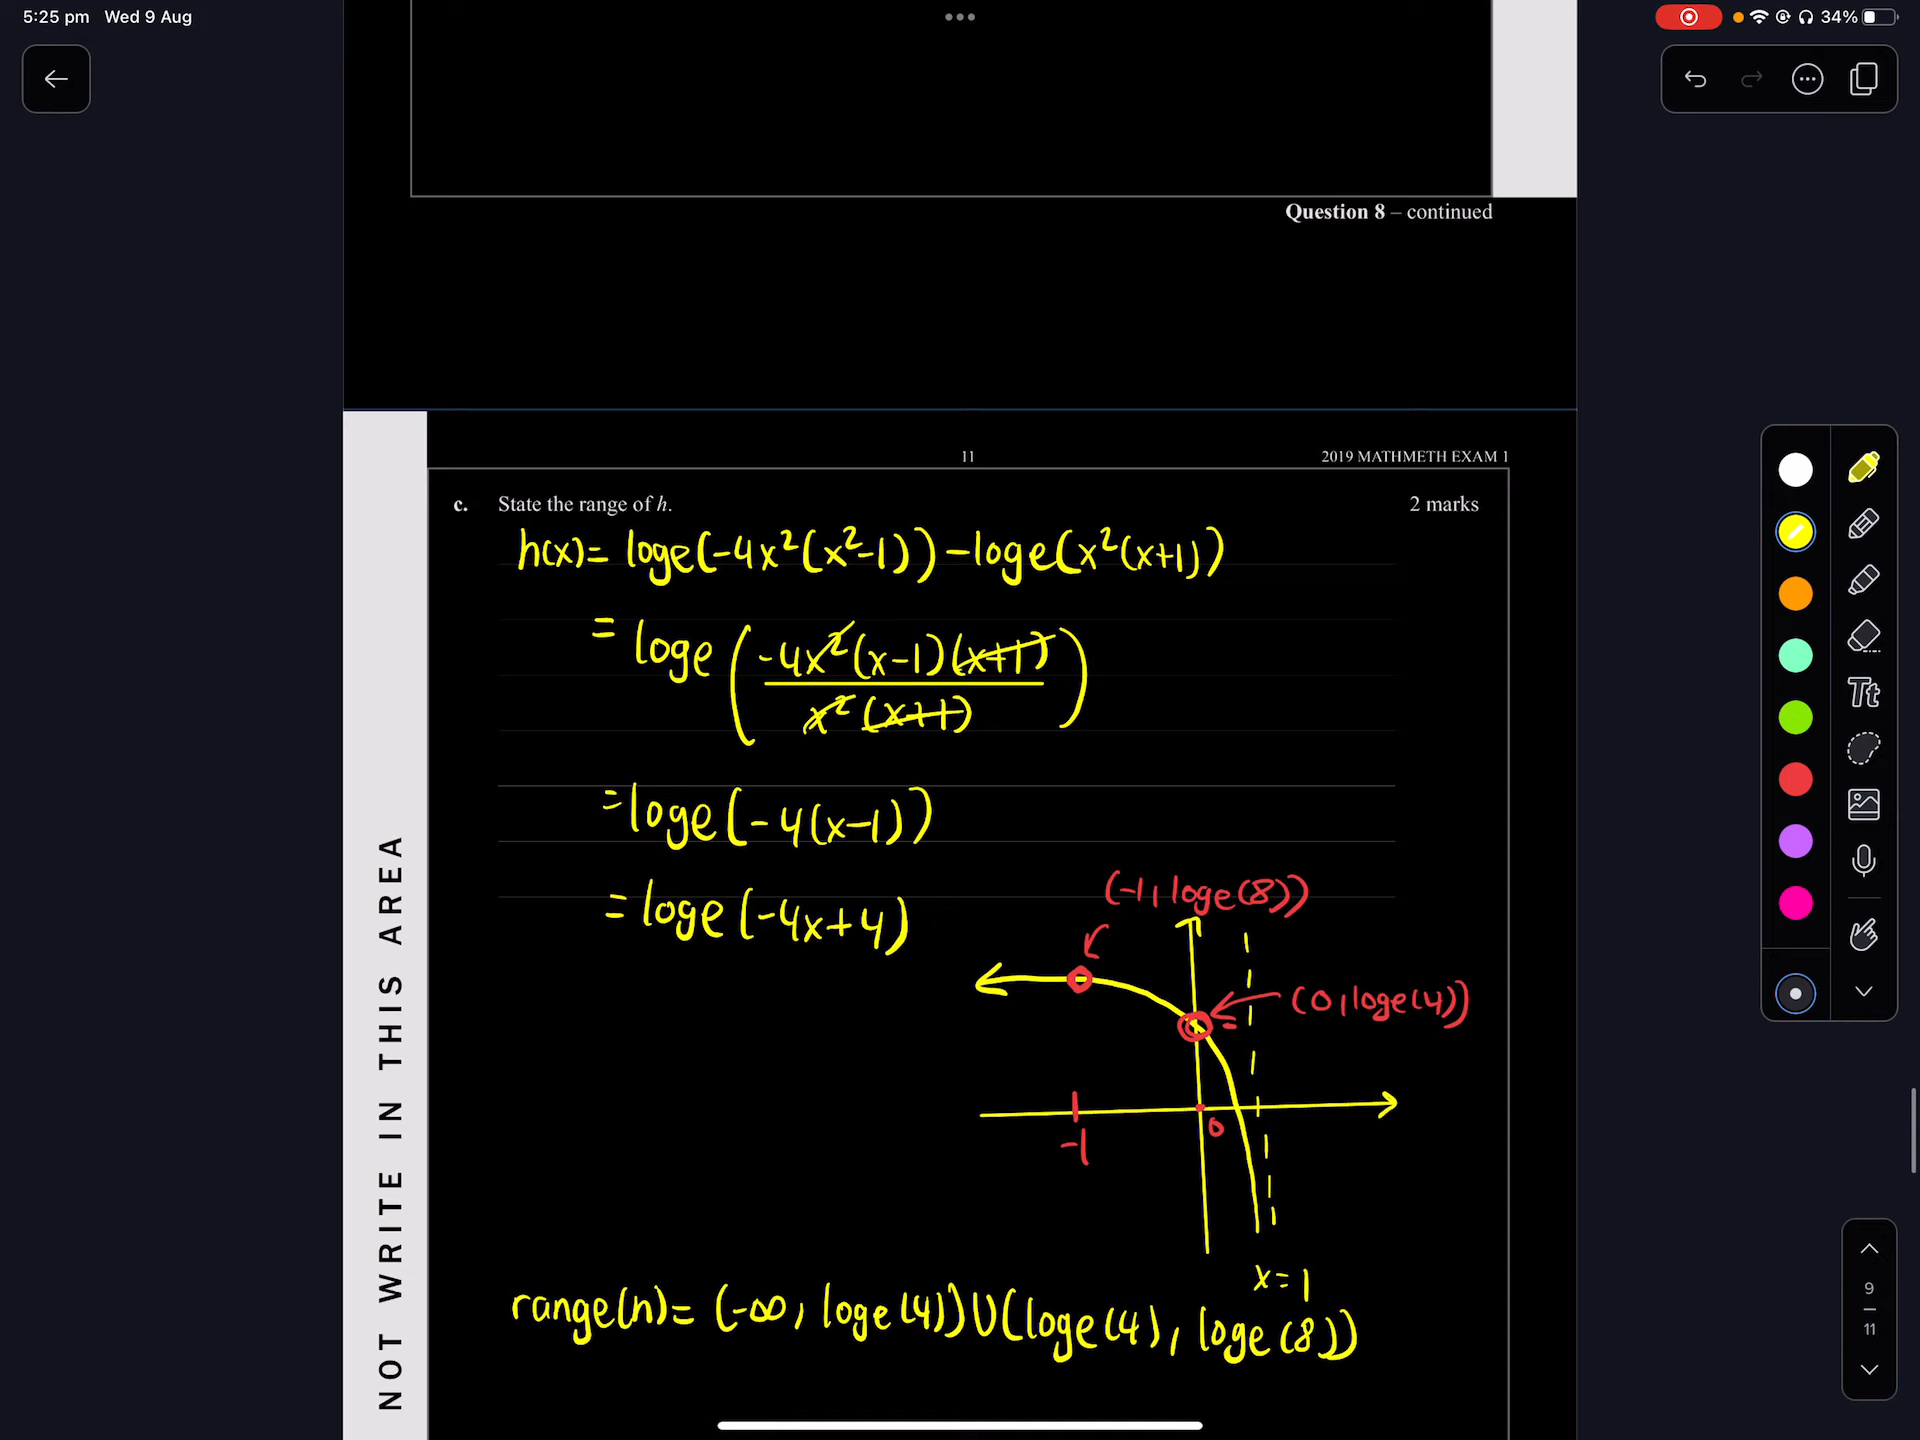 5:25 pm Wed 9 Aug
34%
Question 8 – continued
11
2019 MATHMETH EXAM 1
c. State the range of h. 2 marks
h(x)= loge(-4x²(x²-1)) -loge(x²(x+1))
= loge (-4x²(x-1)(x+1) / x²(x+1))
=loge(-4(x-1))
=loge(-4x+4)
(-1, loge(8))
(0, loge(4))
-1
0
x=1
range(h)= (-∞, loge(4))∪(loge(4), loge(8))
NOT WRITE IN THIS AREA
Tt
9
11